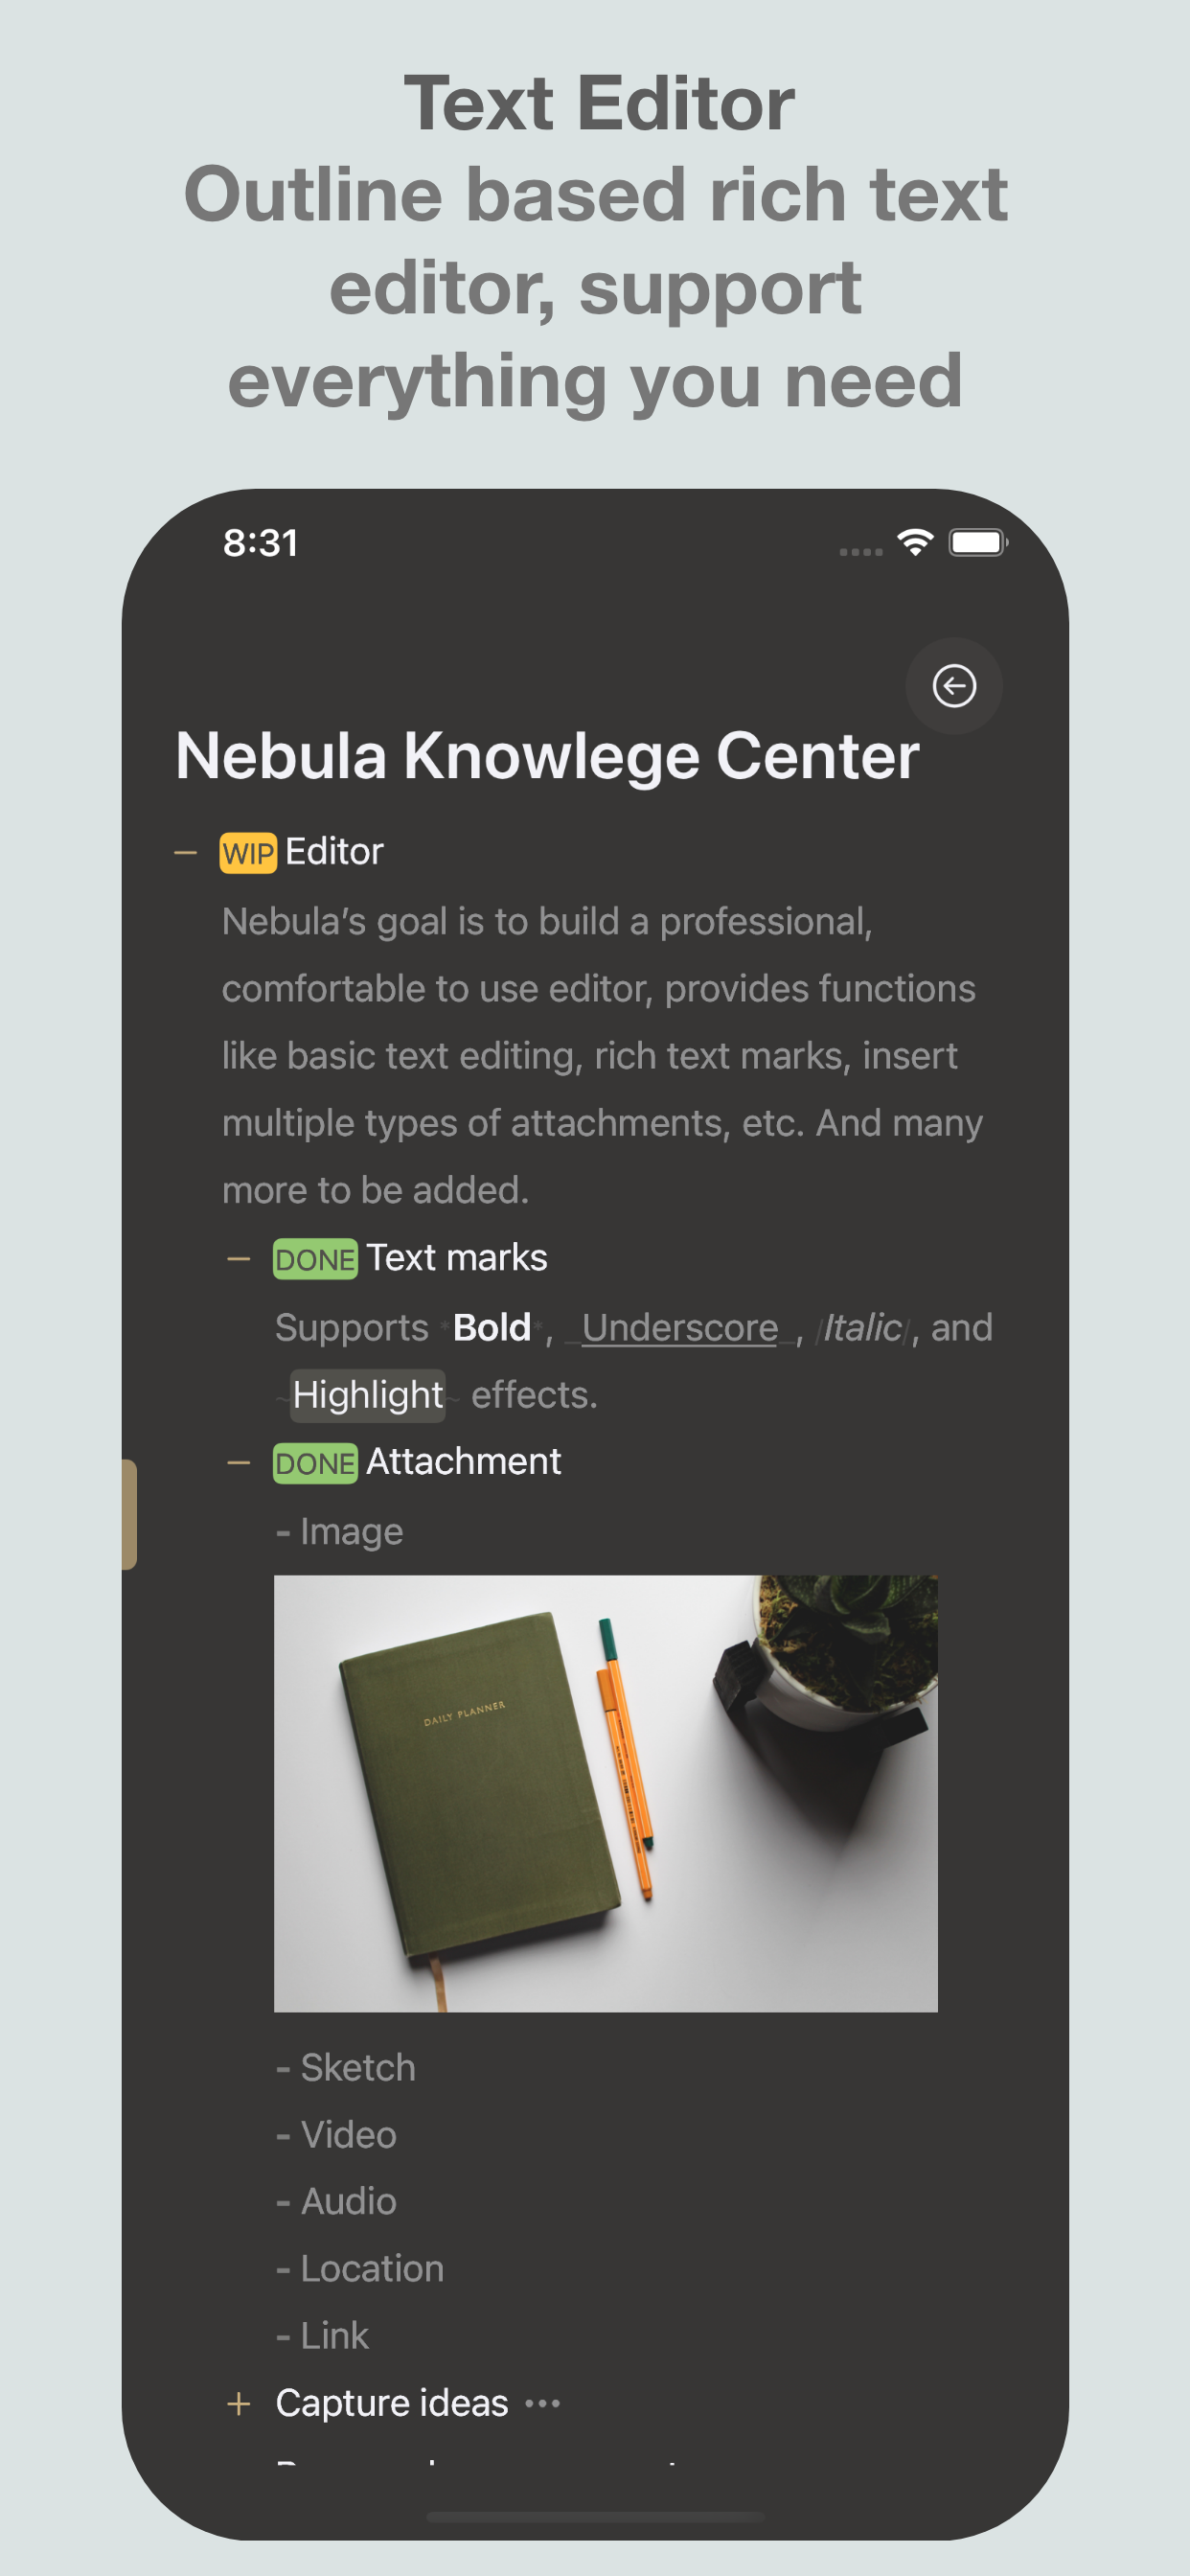 Text Editor
Outline based rich text
editor, support
everything you need
8:31
Nebula Knowlege Center
WIP Editor
Nebula’s goal is to build a professional,
comfortable to use editor, provides functions
like basic text editing, rich text marks, insert
multiple types of attachments, etc. And many
more to be added.
DONE Text marks
Supports *Bold*, _Underscore_, /Italic/, and
~Highlight~ effects.
DONE Attachment
- Image
DAILY PLANNER
- Sketch
- Video
- Audio
- Location
- Link
Capture ideas •••